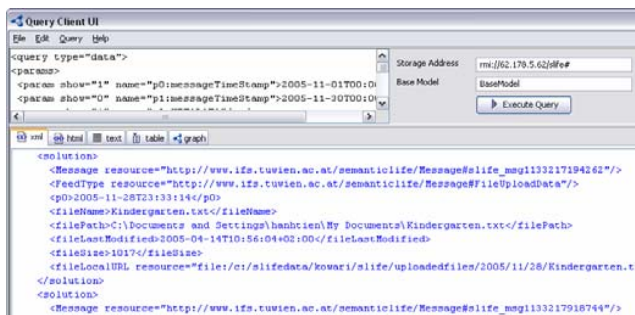 Query Client UI
File Edit Query Help
<query type="data">
<params>
<param show="1" name="p0:messageTimeStamp">2005-11-01T00:00
<param show="0" name="p1:messageTimeStamp">2005-11-30T00:00
Storage Address rmi://62.178.5.62/slife#
Base Model BaseModel
Execute Query
xml html text table graph
<solution>
<Message resource="http://www.ifs.tuwien.ac.at/semanticlife/Message#slife_msg1133217194262"/>
<FeedType resource="http://www.ifs.tuwien.ac.at/semanticlife/Message#FileUploadData"/>
<p0>2005-11-28T23:33:14</p0>
<fileName>Kindergarten.txt</fileName>
<filePath>C:\Documents and Settings\hanhtien\My Documents\Kindergarten.txt</filePath>
<fileLastModified>2005-04-14T10:56:04+02:00</fileLastModified>
<fileSize>1017</fileSize>
<fileLocalURL resource="file:/c:/slifedata/kowari/slife/uploadedfiles/2005/11/28/Kindergarten.t
</solution>
<solution>
<Message resource="http://www.ifs.tuwien.ac.at/semanticlife/Message#slife_msg1133217918744"/>